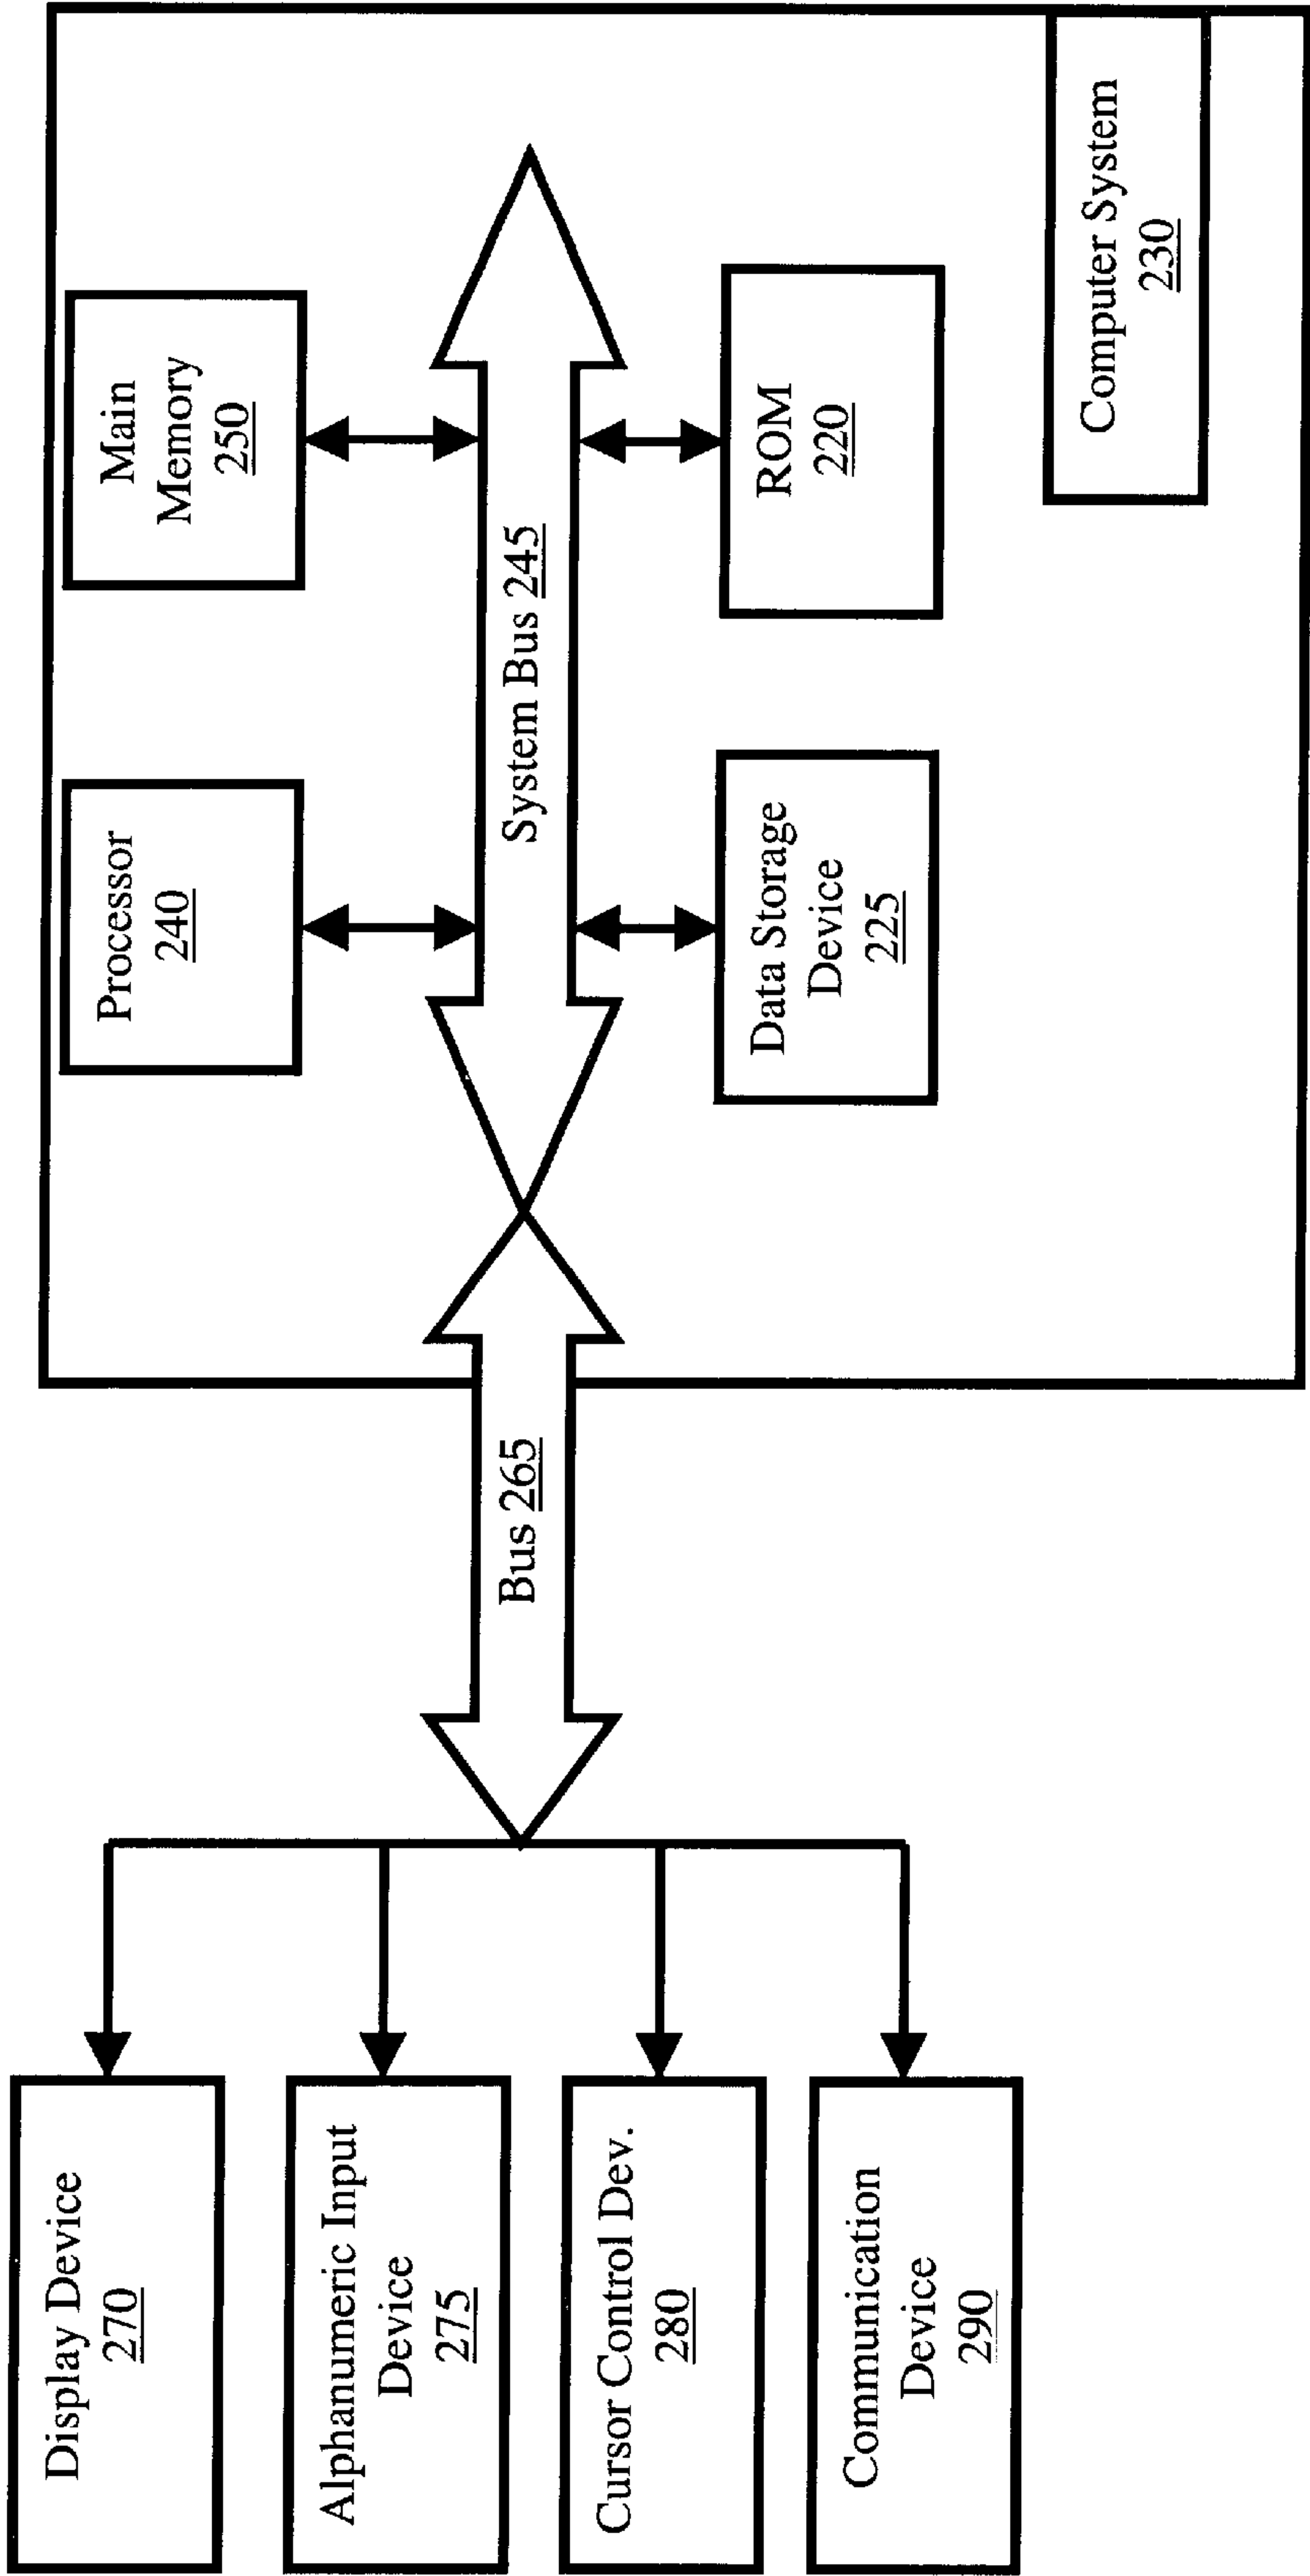 Display Device
270
Alphanumeric Input
Device
275
Cursor Control Dev.
280
Communication
Device
290
Bus 265
Processor
240
Main
Memory
250
System Bus 245
Data Storage
Device
225
ROM
220
Computer System
230